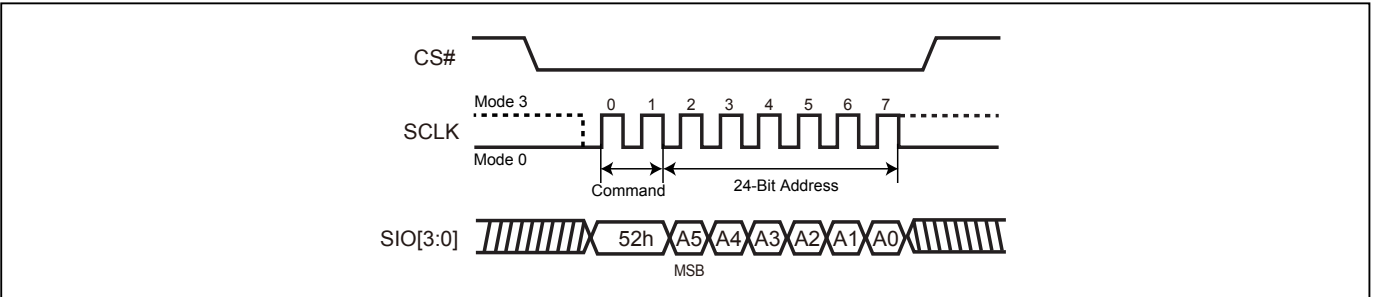 CS#
Mode 3
0 1 2 3 4 5 6 7
SCLK
Mode 0
Command
24-Bit Address
SIO[3:0]
52h A5 A4 A3 A2 A1 A0
MSB